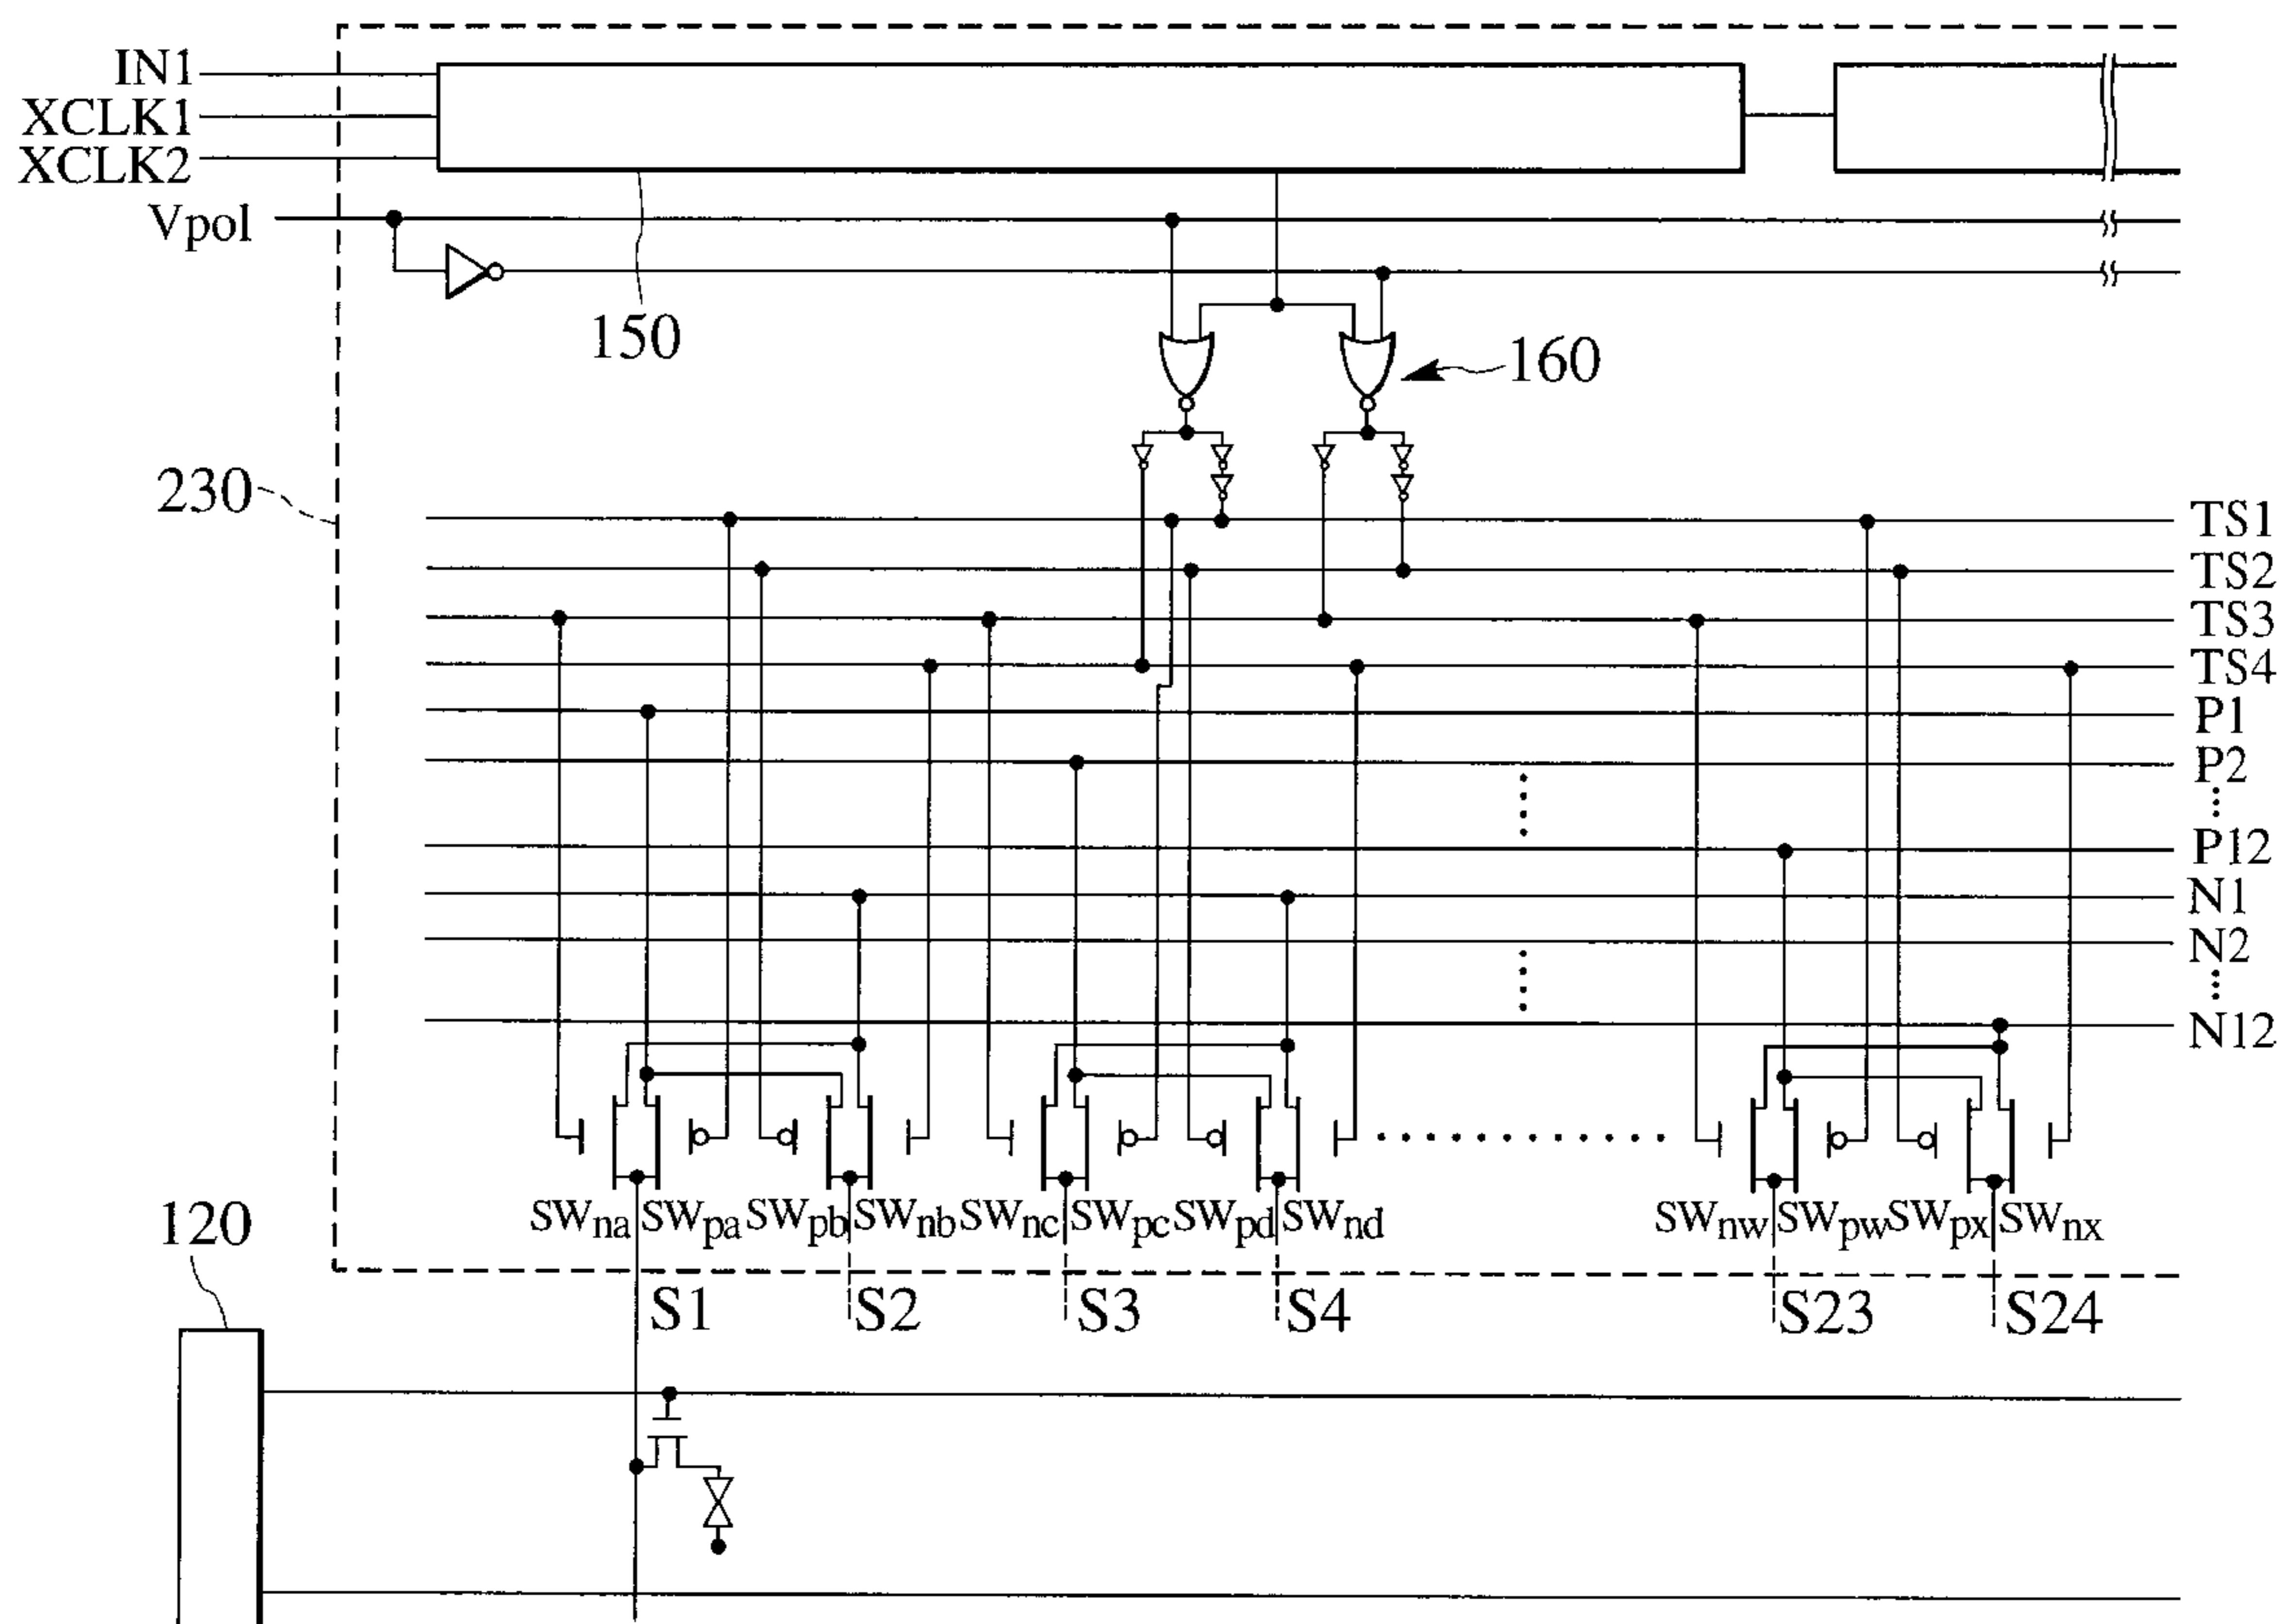 IN1
XCLK1
XCLK2
Vpol
150
160
230
TS1
TS2
TS3
TS4
P1
P2
P12
N1
N2
N12
SWna SWpa SWpb SWnb SWnc SWpc SWpd SWnd SWnw SWpw SWpx SWnx
120
S1 S2 S3 S4 S23 S24